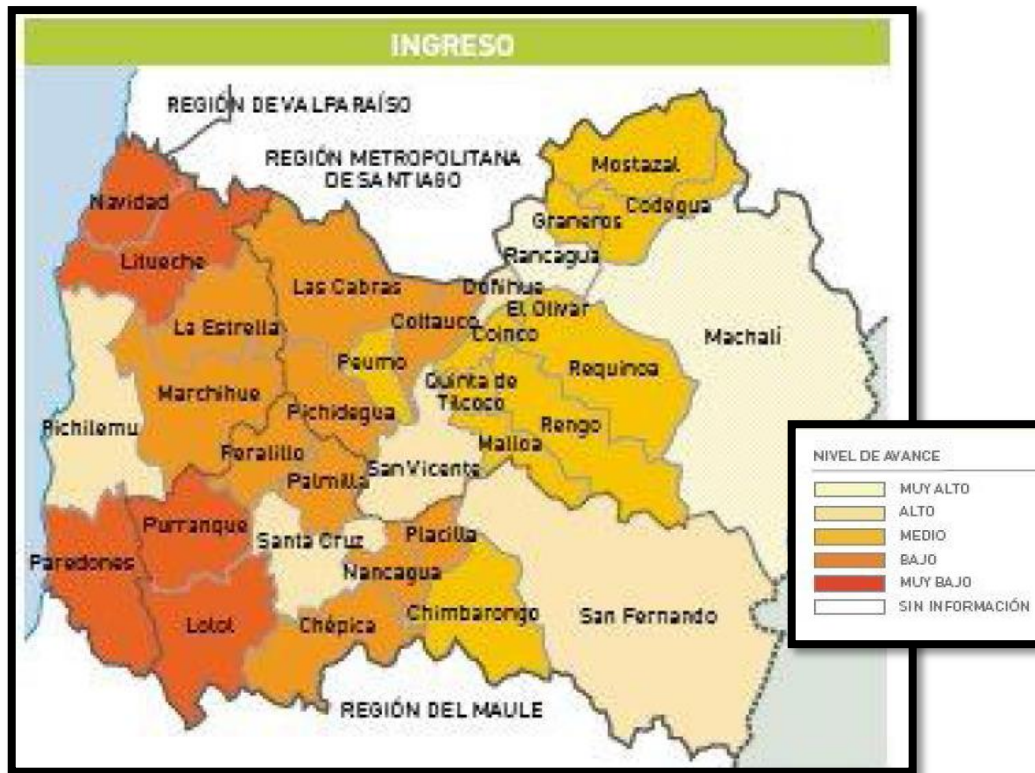 INGRESO
REGIÓN DE VALPARAÍSO
REGIÓN METROPOLITANA
DE SANTIAGO
Mostazal
Codegua
Graneros
Rancagua
Navidad
Litueche
Las Cabras
Doñihue
El Olivar
Coltauco
Coinco
La Estrella
Machalí
Peumo
Requinoa
Quinta de
Tilcoco
Marchihue
Pichidegua
Rengo
Malloa
Pichilemu
Peralillo
San Vicente
Palmilla
Purranque
Santa Cruz
Placilla
Paredones
Nancagua
Lolol
Chépica
Chimbarongo
San Fernando
REGIÓN DEL MAULE
NIVEL DE AVANCE
MUY ALTO
ALTO
MEDIO
BAJO
MUY BAJO
SIN INFORMACIÓN